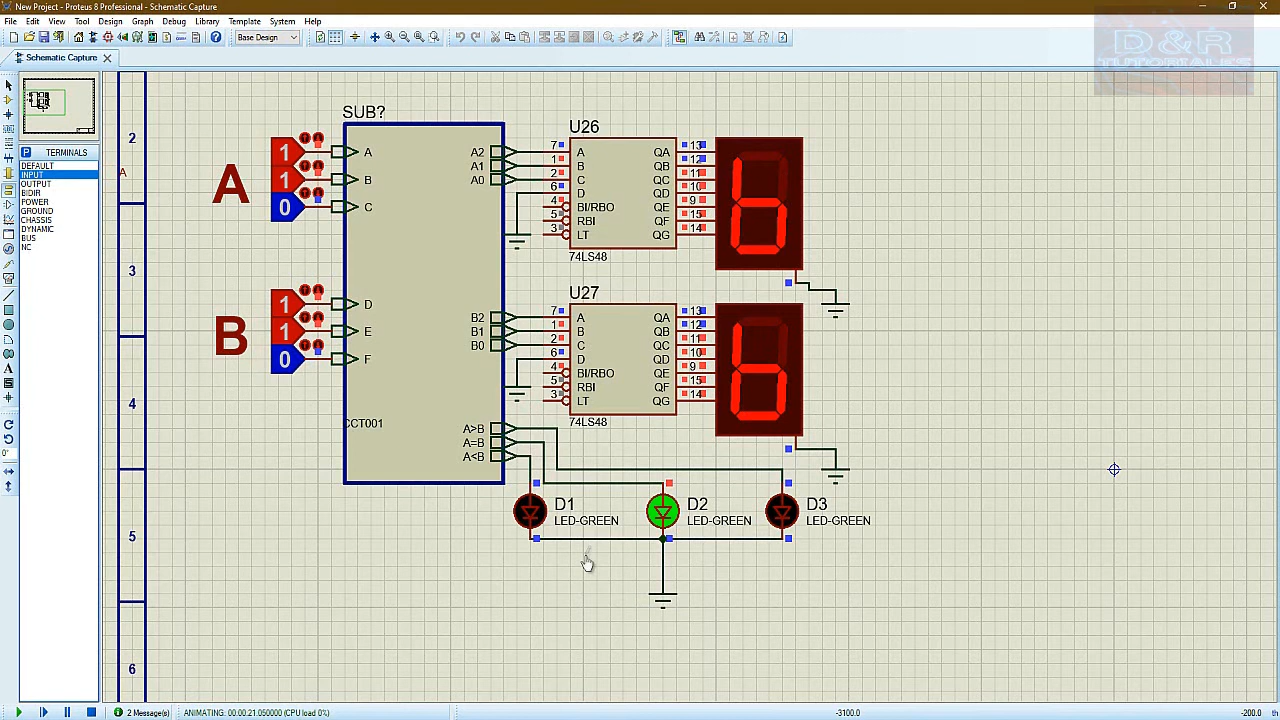 New Project - Proteus 8 Professional - Schematic Capture
File Edit View Tool Design Graph Debug Library Template System Help
Base Design
Schematic Capture
D&R
TUTORIALES
TERMINALS
DEFAULT
INPUT
OUTPUT
BIDIR
POWER
GROUND
CHASSIS
DYNAMIC
BUS
NC
2
3
4
5
6
A
SUB?
A
1
1
0
A
B
C
B
1
1
0
D
E
F
CCT001
A2
A1
A0
B2
B1
B0
A>B
A=B
A<B
U26
7 A QA 13
1 B QB 12
2 C QC 11
6 D QD 10
4 BI/RBO QE 9
5 RBI QF 15
3 LT QG 14
74LS48
U27
7 A QA 13
1 B QB 12
2 C QC 11
6 D QD 10
4 BI/RBO QE 9
5 RBI QF 15
3 LT QG 14
74LS48
D1
LED-GREEN
D2
LED-GREEN
D3
LED-GREEN
2 Message(s)
ANIMATING: 00:00:21.050000 (CPU load 0%)
-3100.0
-200.0
th